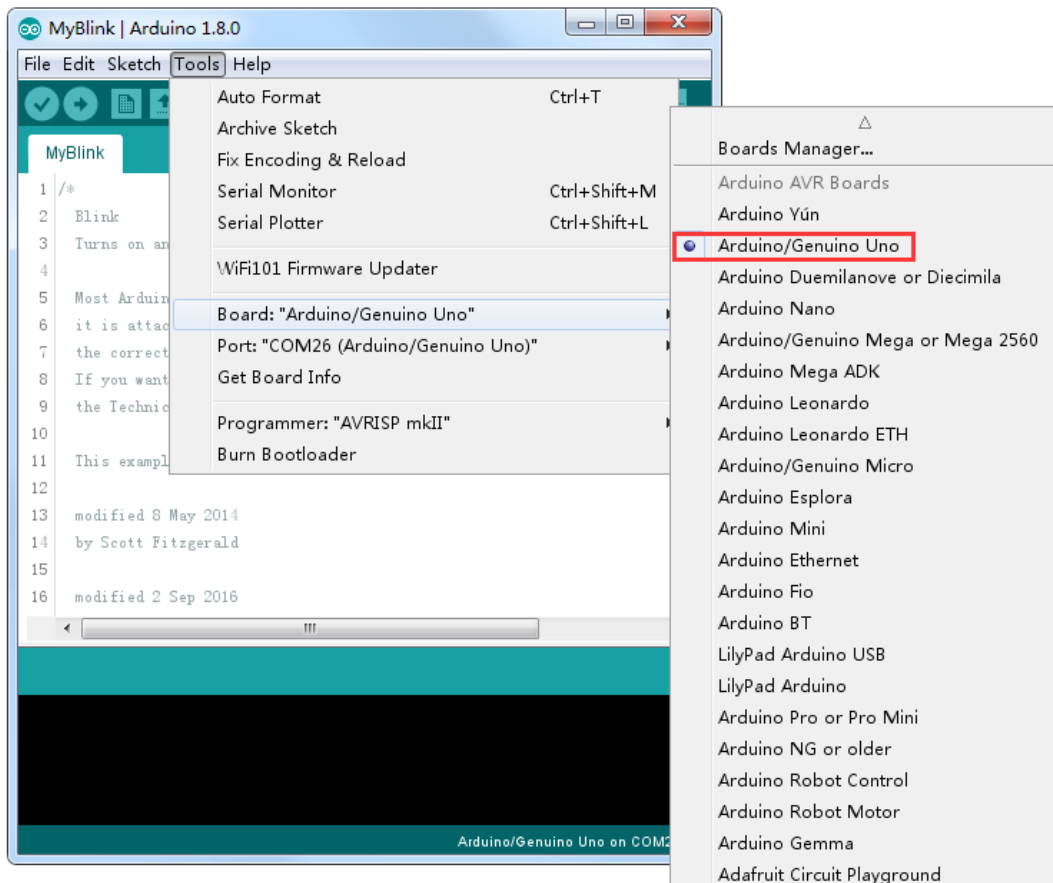 MyBlink | Arduino 1.8.0
File Edit Sketch Tools Help
MyBlink
1 /*
2 Blink
3 Turns on an
4
5 Most Arduin
6 it is attac
7 the correct
8 If you want
9 the Technic
10
11 This exampl
12
13 modified 8 May 2014
14 by Scott Fitzgerald
15
16 modified 2 Sep 2016
Auto Format Ctrl+T
Archive Sketch
Fix Encoding & Reload
Serial Monitor Ctrl+Shift+M
Serial Plotter Ctrl+Shift+L
WiFi101 Firmware Updater
Board: "Arduino/Genuino Uno"
Port: "COM26 (Arduino/Genuino Uno)"
Get Board Info
Programmer: "AVRISP mkII"
Burn Bootloader
Boards Manager...
Arduino AVR Boards
Arduino Yún
Arduino/Genuino Uno
Arduino Duemilanove or Diecimila
Arduino Nano
Arduino/Genuino Mega or Mega 2560
Arduino Mega ADK
Arduino Leonardo
Arduino Leonardo ETH
Arduino/Genuino Micro
Arduino Esplora
Arduino Mini
Arduino Ethernet
Arduino Fio
Arduino BT
LilyPad Arduino USB
LilyPad Arduino
Arduino Pro or Pro Mini
Arduino NG or older
Arduino Robot Control
Arduino Robot Motor
Arduino Gemma
Adafruit Circuit Playground
Arduino/Genuino Uno on COM2